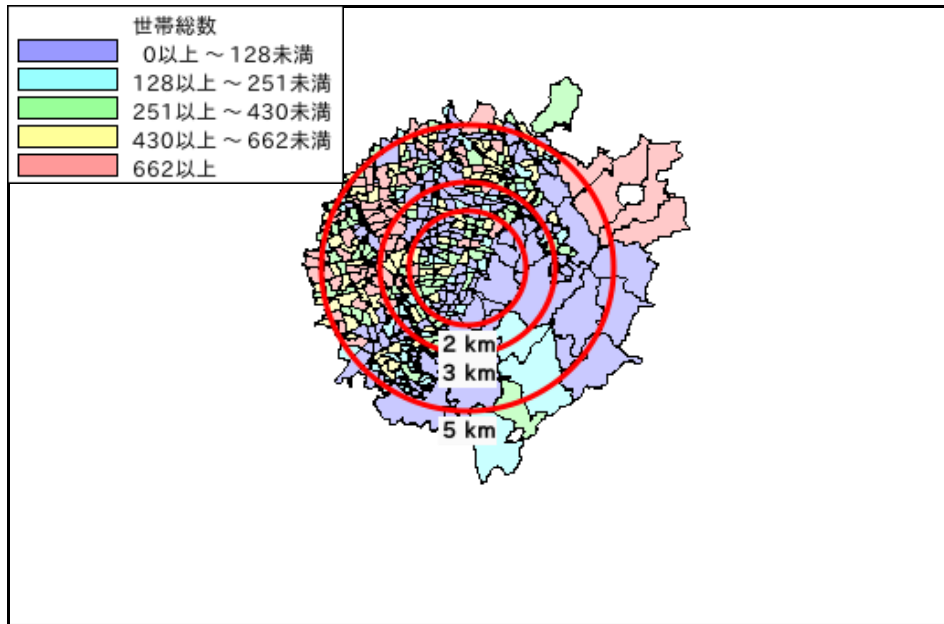 世帯総数
0以上 ～ 128未満
128以上 ～ 251未満
251以上 ～ 430未満
430以上 ～ 662未満
662以上
2 km
3 km
5 km